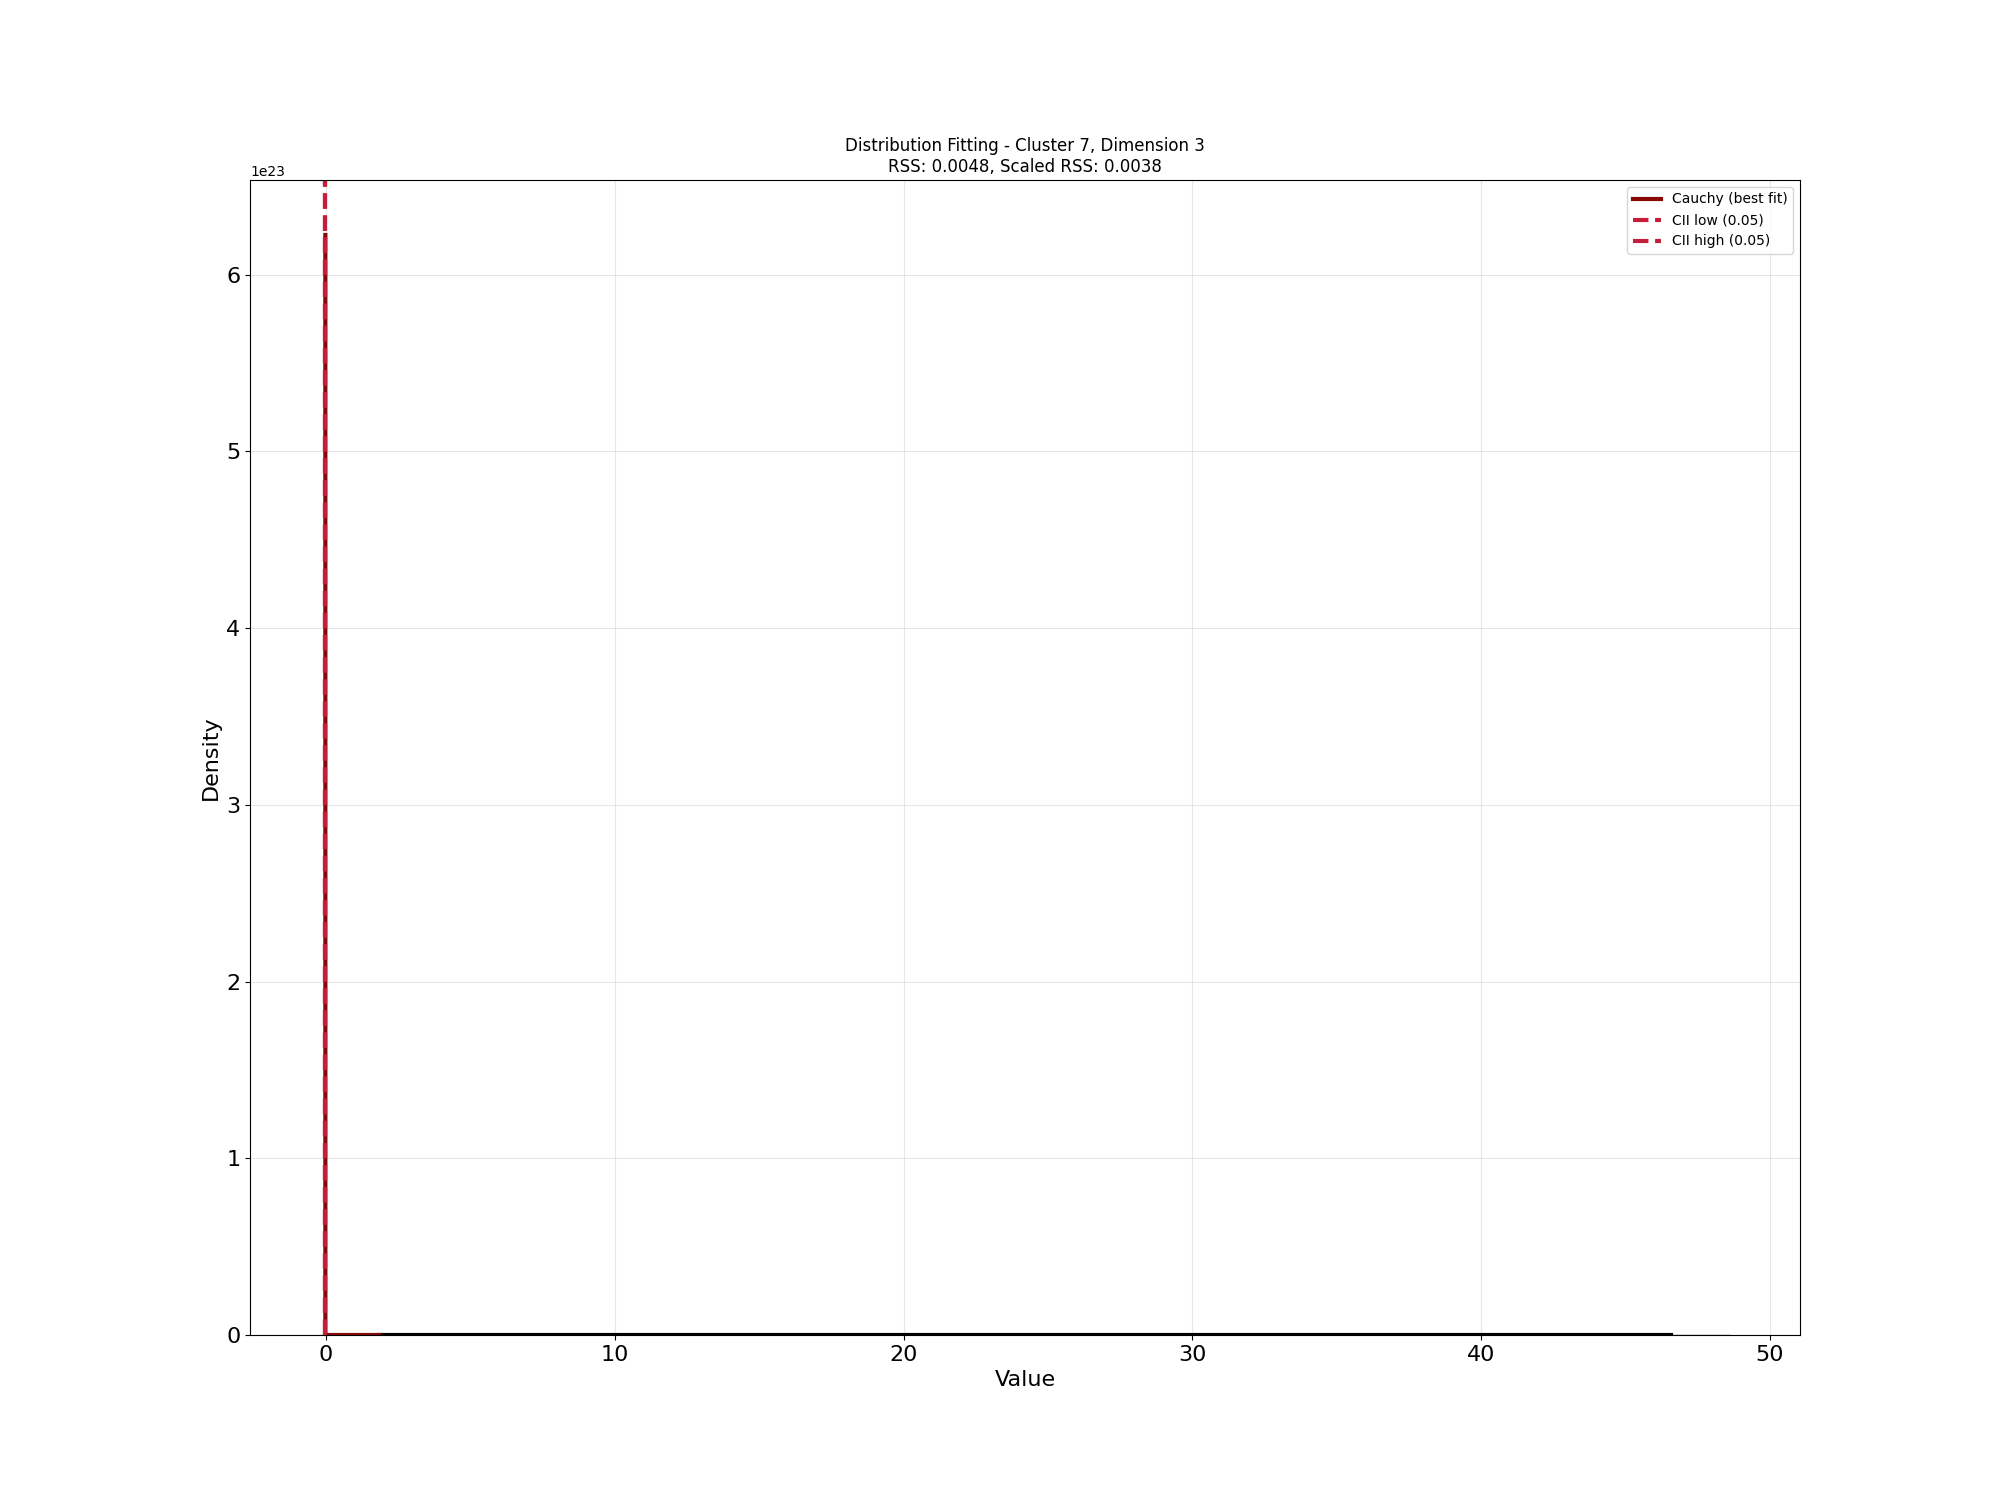 Distribution Fitting - Cluster 7, Dimension 3
RSS: 0.0048, Scaled RSS: 0.0038
1e23
Cauchy (best fit)
CII low (0.05)
CII high (0.05)
6
5
4
3
2
1
0
Density
0 10 20 30 40 50
Value